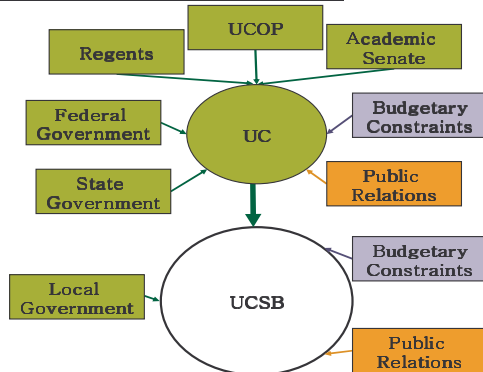 UCOP
Regents
Academic
Senate
Federal
Government
UC
Budgetary
Constraints
State
Government
Public
Relations
Budgetary
Constraints
Local
Government
UCSB
Public
Relations